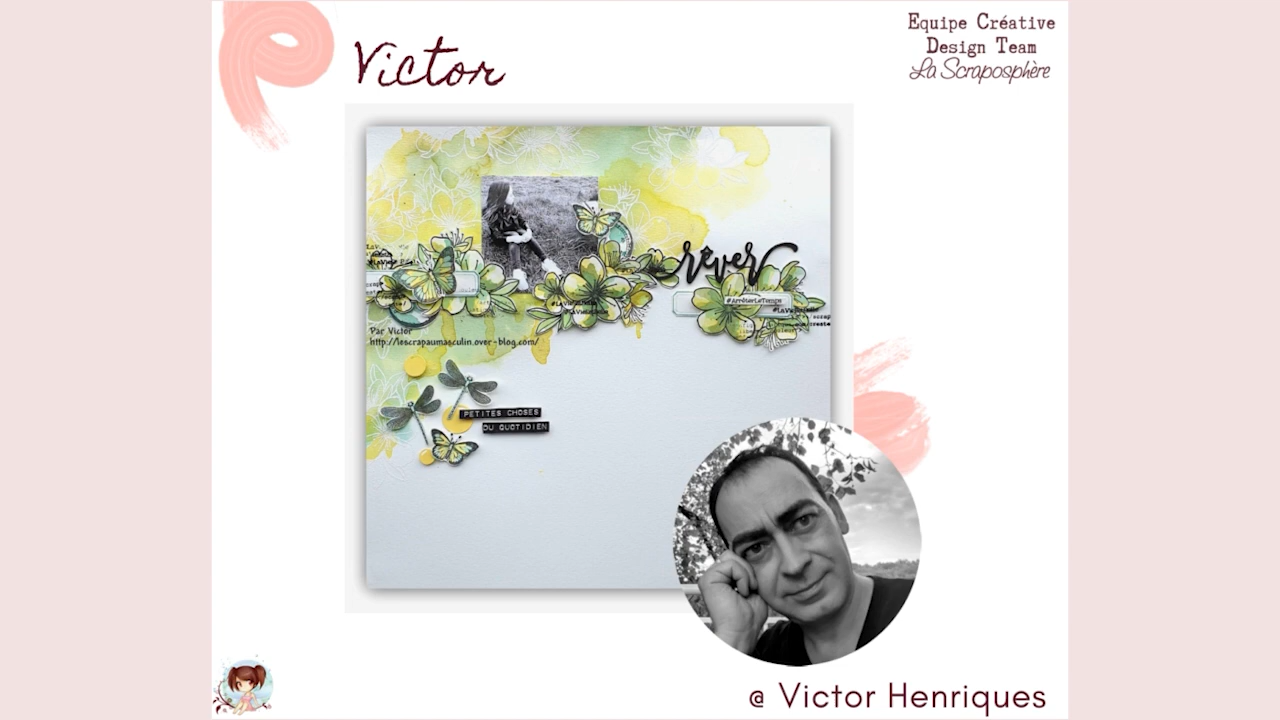 Victor
Equipe Créative
Design Team
La Scraposphère
rêver
#ArrêterLeTemps
Par Victor
http://lescrapaumasculin.over-blog.com/
PETITES CHOSES
DU QUOTIDIEN
@ Victor Henriques